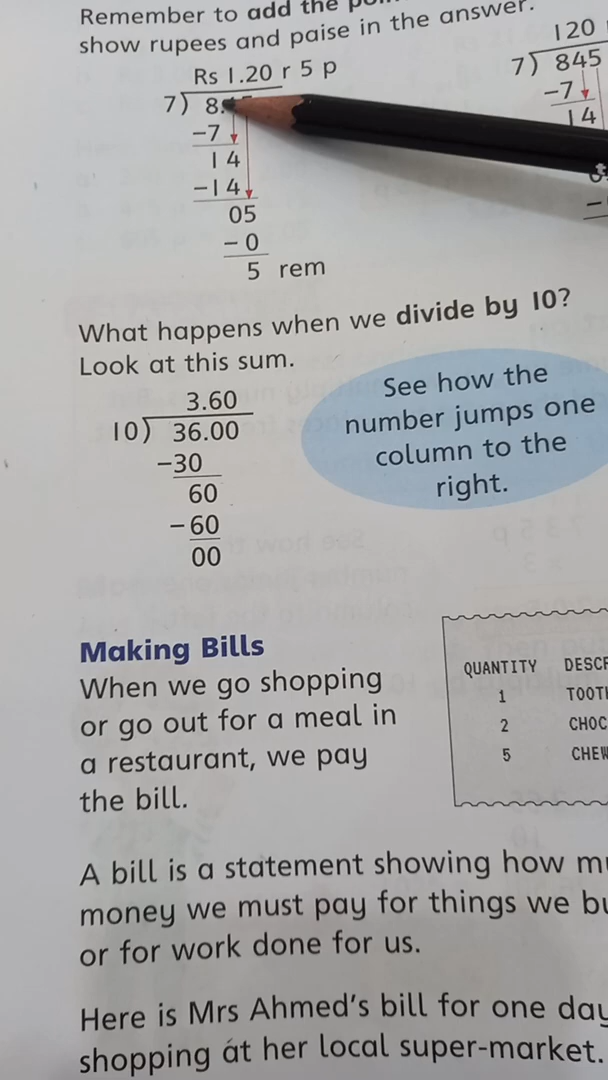 Remember to add the
show rupees and paise in the answer.
Rs 1.20 r 5 p
7) 8
−7
14
−14
05
− 0
5 rem
120
7) 845
−7
14
What happens when we divide by 10?
Look at this sum.
3.60
10) 36.00
−30
60
− 60
00
See how the
number jumps one
column to the
right.
Making Bills
When we go shopping
or go out for a meal in
a restaurant, we pay
the bill.
QUANTITY
1
2
5
A bill is a statement showing how
money we must pay for things we
or for work done for us.
Here is Mrs Ahmed's bill for one
shopping at her local super-market.